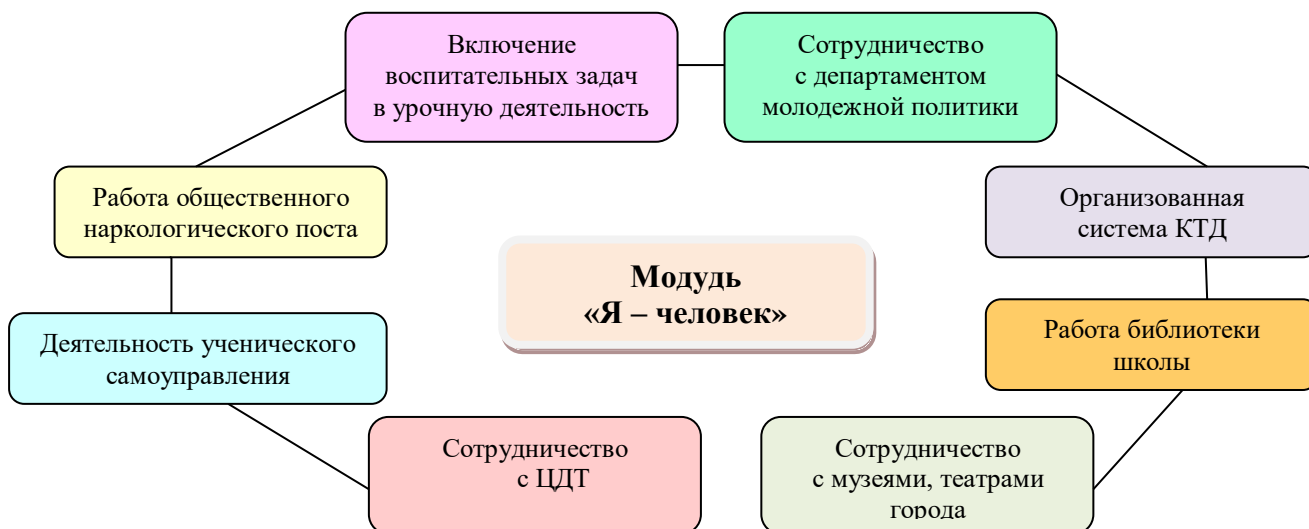 Включение
воспитательных задач
в урочную деятельность
Сотрудничество
с департаментом
молодежной политики
Работа общественного
наркологического поста
Организованная
система КТД
Модудь
«Я – человек»
Деятельность ученического
самоуправления
Работа библиотеки
школы
Сотрудничество
с ЦДТ
Сотрудничество
с музеями, театрами
города